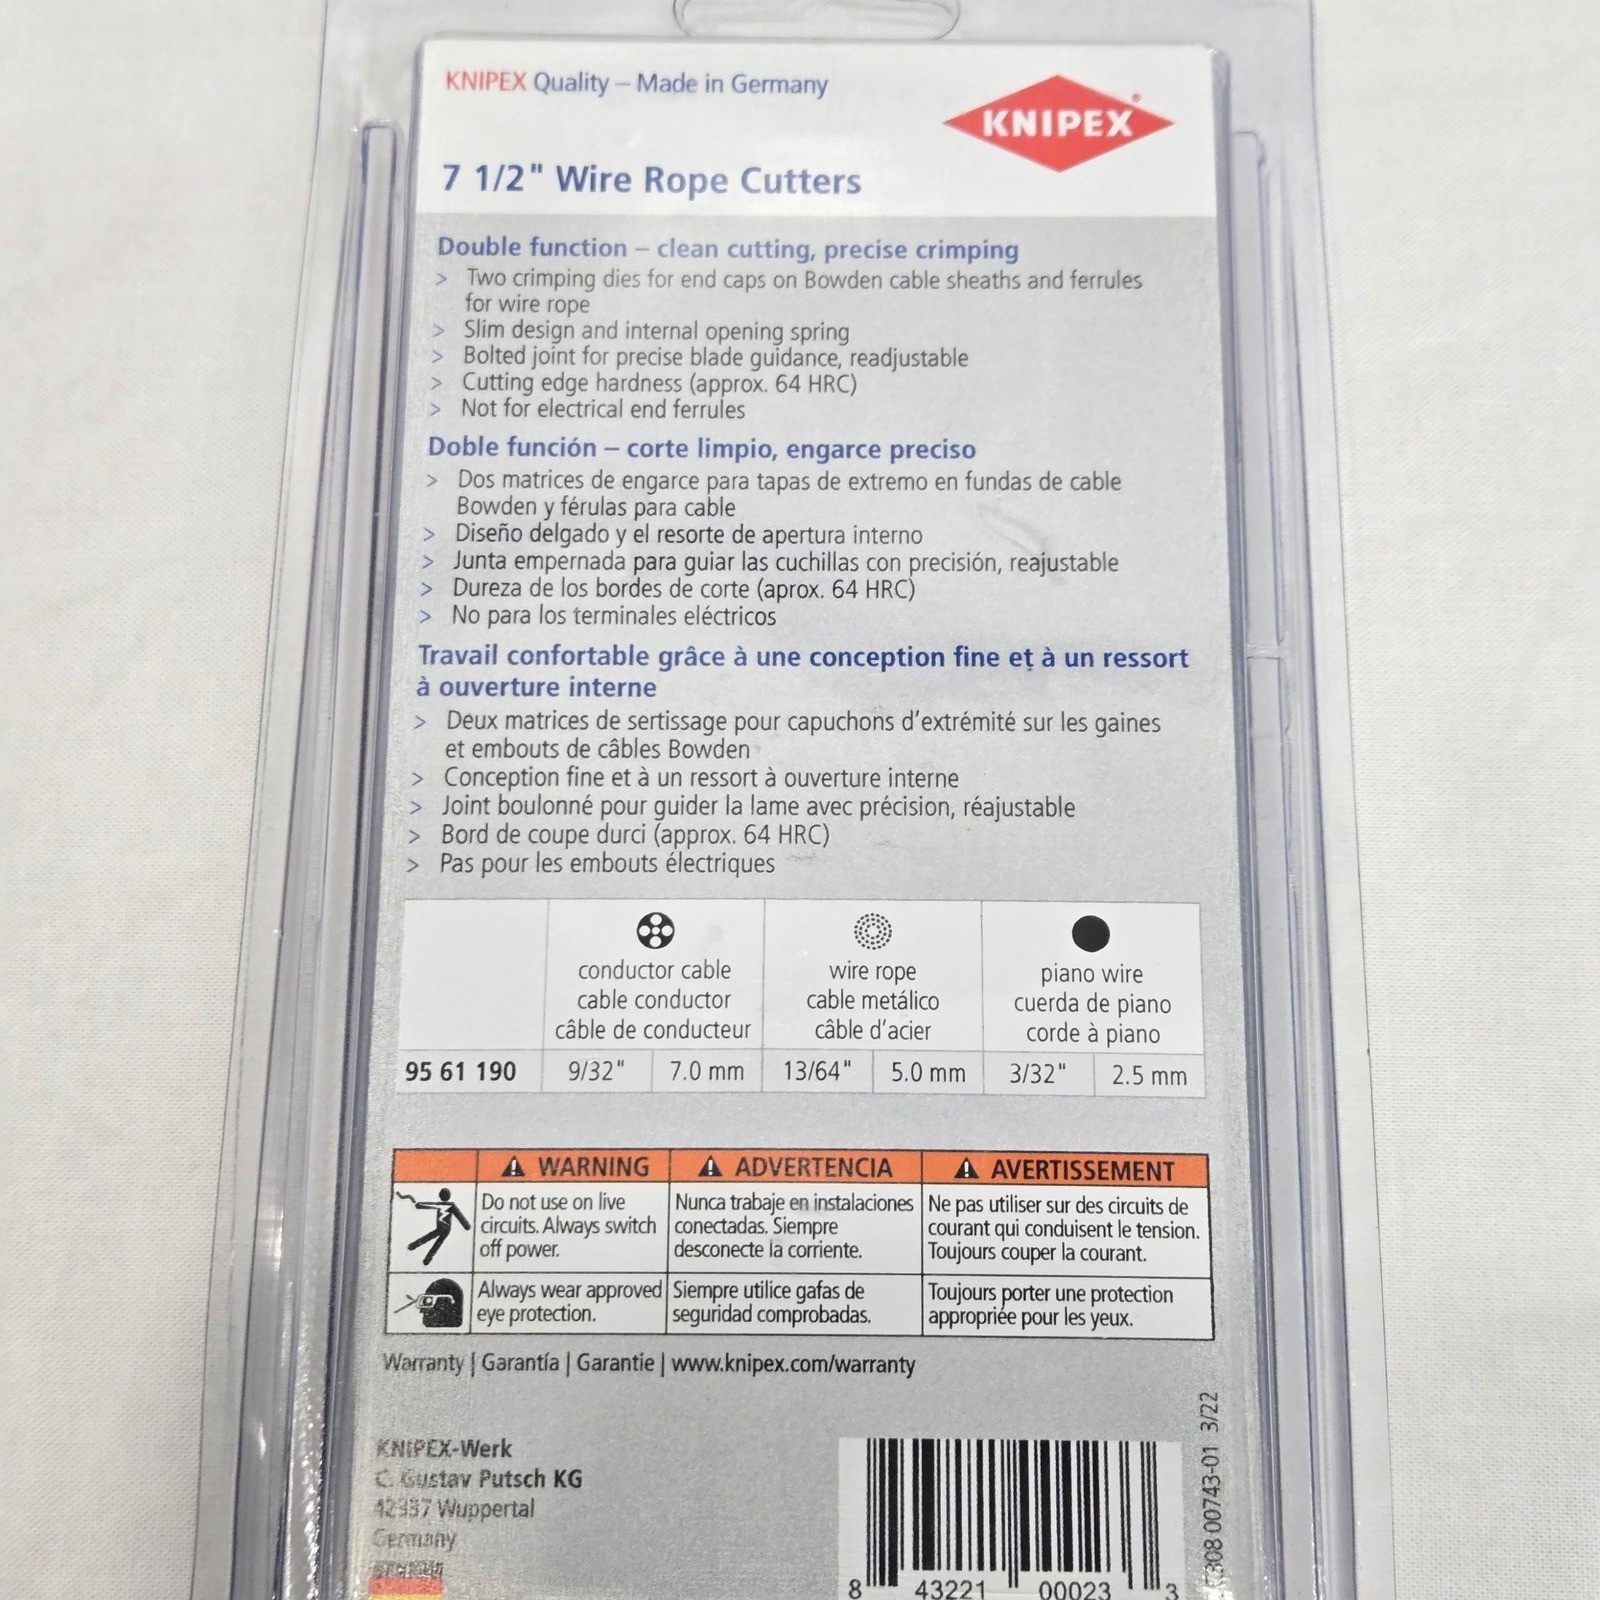 KNIPEX Quality – Made in Germany
KNIPEX®
7 1/2" Wire Rope Cutters
Double function – clean cutting, precise crimping
> Two crimping dies for end caps on Bowden cable sheaths and ferrules
for wire rope
> Slim design and internal opening spring
> Bolted joint for precise blade guidance, readjustable
> Cutting edge hardness (approx. 64 HRC)
> Not for electrical end ferrules
Doble función – corte limpio, engarce preciso
> Dos matrices de engarce para tapas de extremo en fundas de cable
Bowden y férulas para cable
> Diseño delgado y el resorte de apertura interno
> Junta empernada para guiar las cuchillas con precisión, reajustable
> Dureza de los bordes de corte (aprox. 64 HRC)
> No para los terminales eléctricos
Travail confortable grâce à une conception fine et à un ressort
à ouverture interne
> Deux matrices de sertissage pour capuchons d'extrémité sur les gaines
et embouts de câbles Bowden
> Conception fine et à un ressort à ouverture interne
> Joint boulonné pour guider la lame avec précision, réajustable
> Bord de coupe durci (approx. 64 HRC)
> Pas pour les embouts électriques
conductor cable
cable conductor
câble de conducteur
wire rope
cable metálico
câble d'acier
piano wire
cuerda de piano
corde à piano
95 61 190 9/32" 7.0 mm 13/64" 5.0 mm 3/32" 2.5 mm
WARNING
Do not use on live
circuits. Always switch
off power.
Always wear approved
eye protection.
ADVERTENCIA
Nunca trabaje en instalaciones
conectadas. Siempre
desconecte la corriente.
Siempre utilice gafas de
seguridad comprobadas.
AVERTISSEMENT
Ne pas utiliser sur des circuits de
courant qui conduisent le tension.
Toujours couper la courant.
Toujours porter une protection
appropriée pour les yeux.
Warranty | Garantía | Garantie | www.knipex.com/warranty
KNIPEX-Werk
C. Gustav Putsch KG
42337 Wuppertal
Germany
8 43221 00023 3
00743-01 3/22